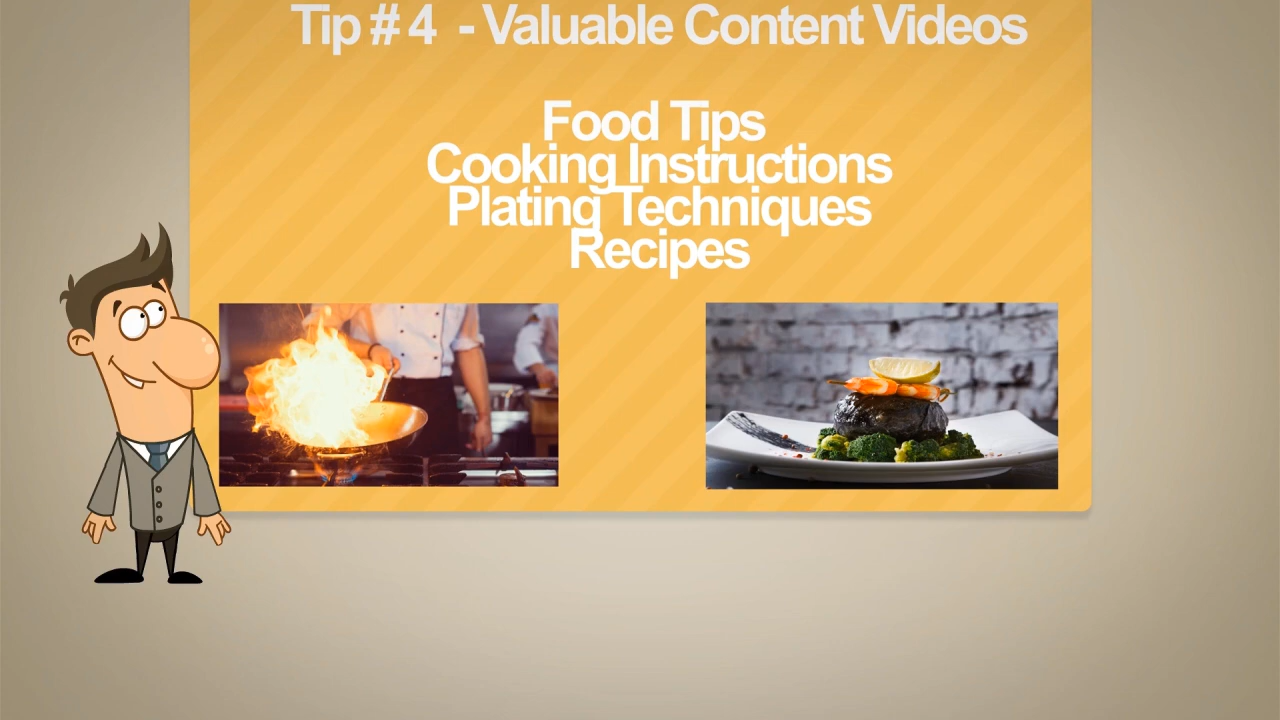 Tip # 4 - Valuable Content Videos
Food Tips
Cooking Instructions
Plating Techniques
Recipes